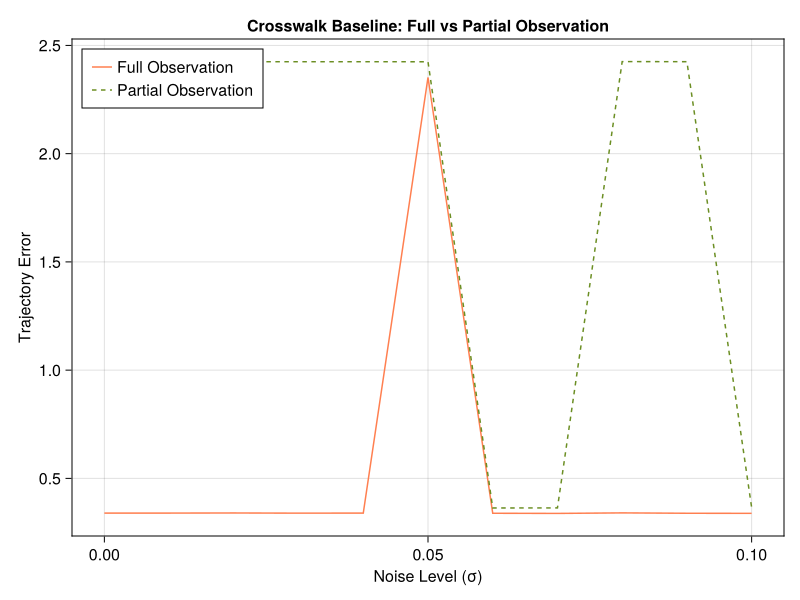 Crosswalk Baseline: Full vs Partial Observation
Full Observation
Partial Observation
Trajectory Error
2.5
2.0
1.5
1.0
0.5
0.00
0.05
0.10
Noise Level (σ)